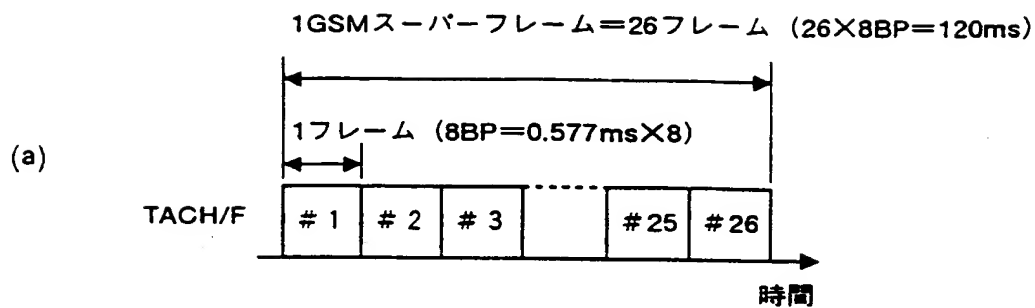 1GSMスーパーフレーム=26フレーム (26×8BP=120ms)
1フレーム (8BP=0.577ms×8)
(a)
TACH/F #1 #2 #3 #25 #26
時間